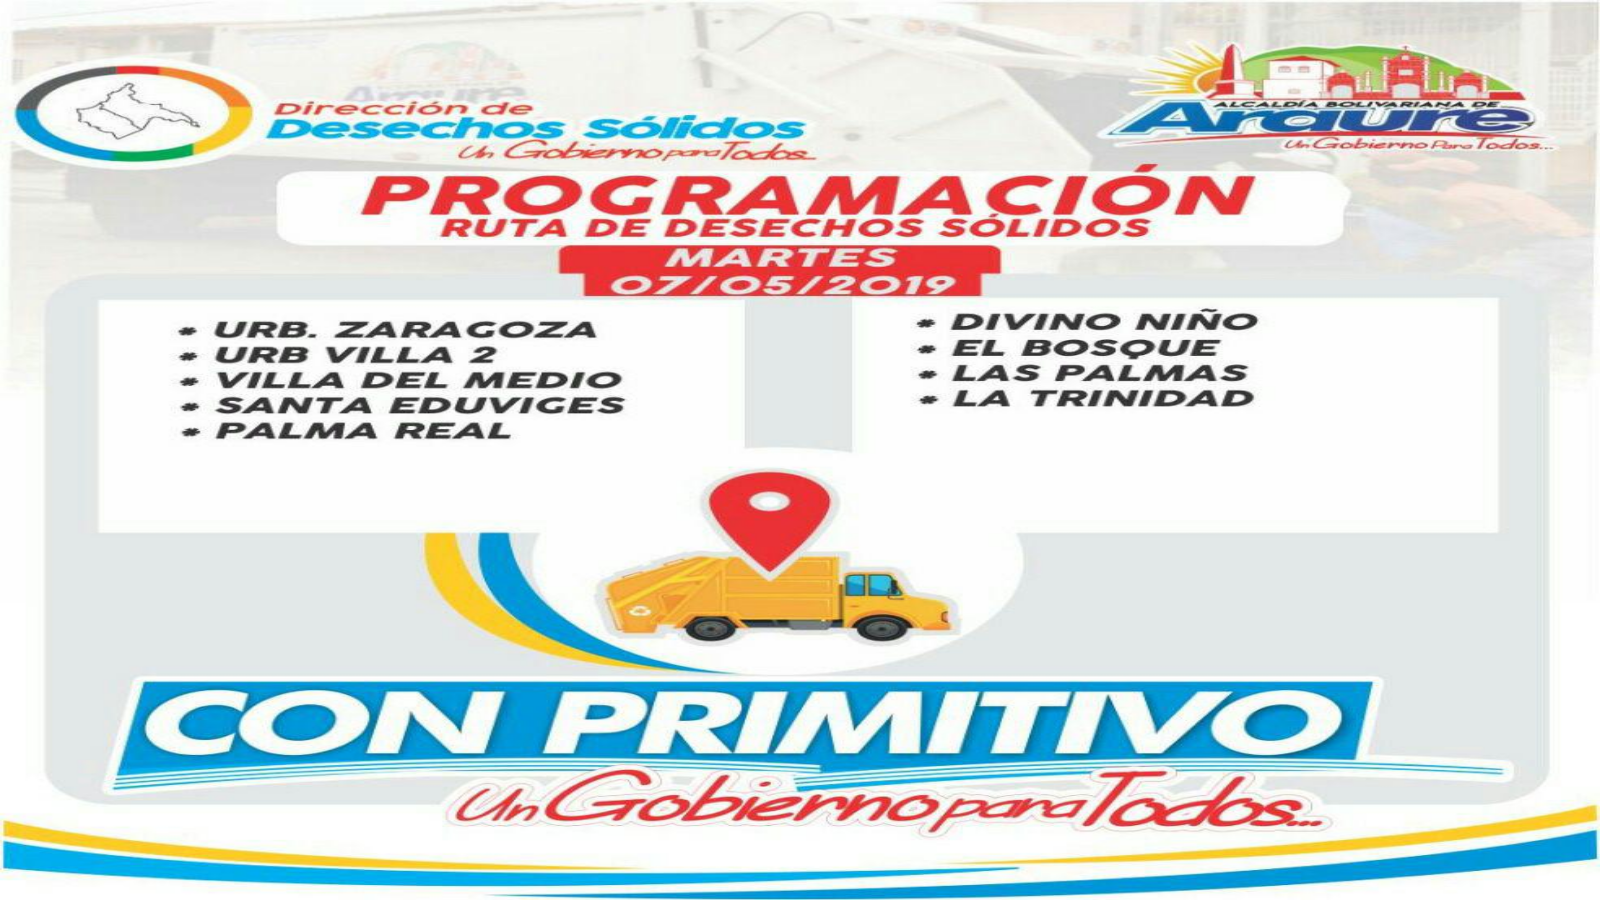 Dirección de
Desechos Sólidos
Un Gobierno para Todos...
ALCALDÍA BOLIVARIANA DE
Araure
Un Gobierno Para Todos...
PROGRAMACIÓN
RUTA DE DESECHOS SÓLIDOS
MARTES
07/05/2019
* URB. ZARAGOZA
* URB VILLA 2
* VILLA DEL MEDIO
* SANTA EDUVIGES
* PALMA REAL
* DIVINO NIÑO
* EL BOSQUE
* LAS PALMAS
* LA TRINIDAD
CON PRIMITIVO
Un Gobierno para Todos...